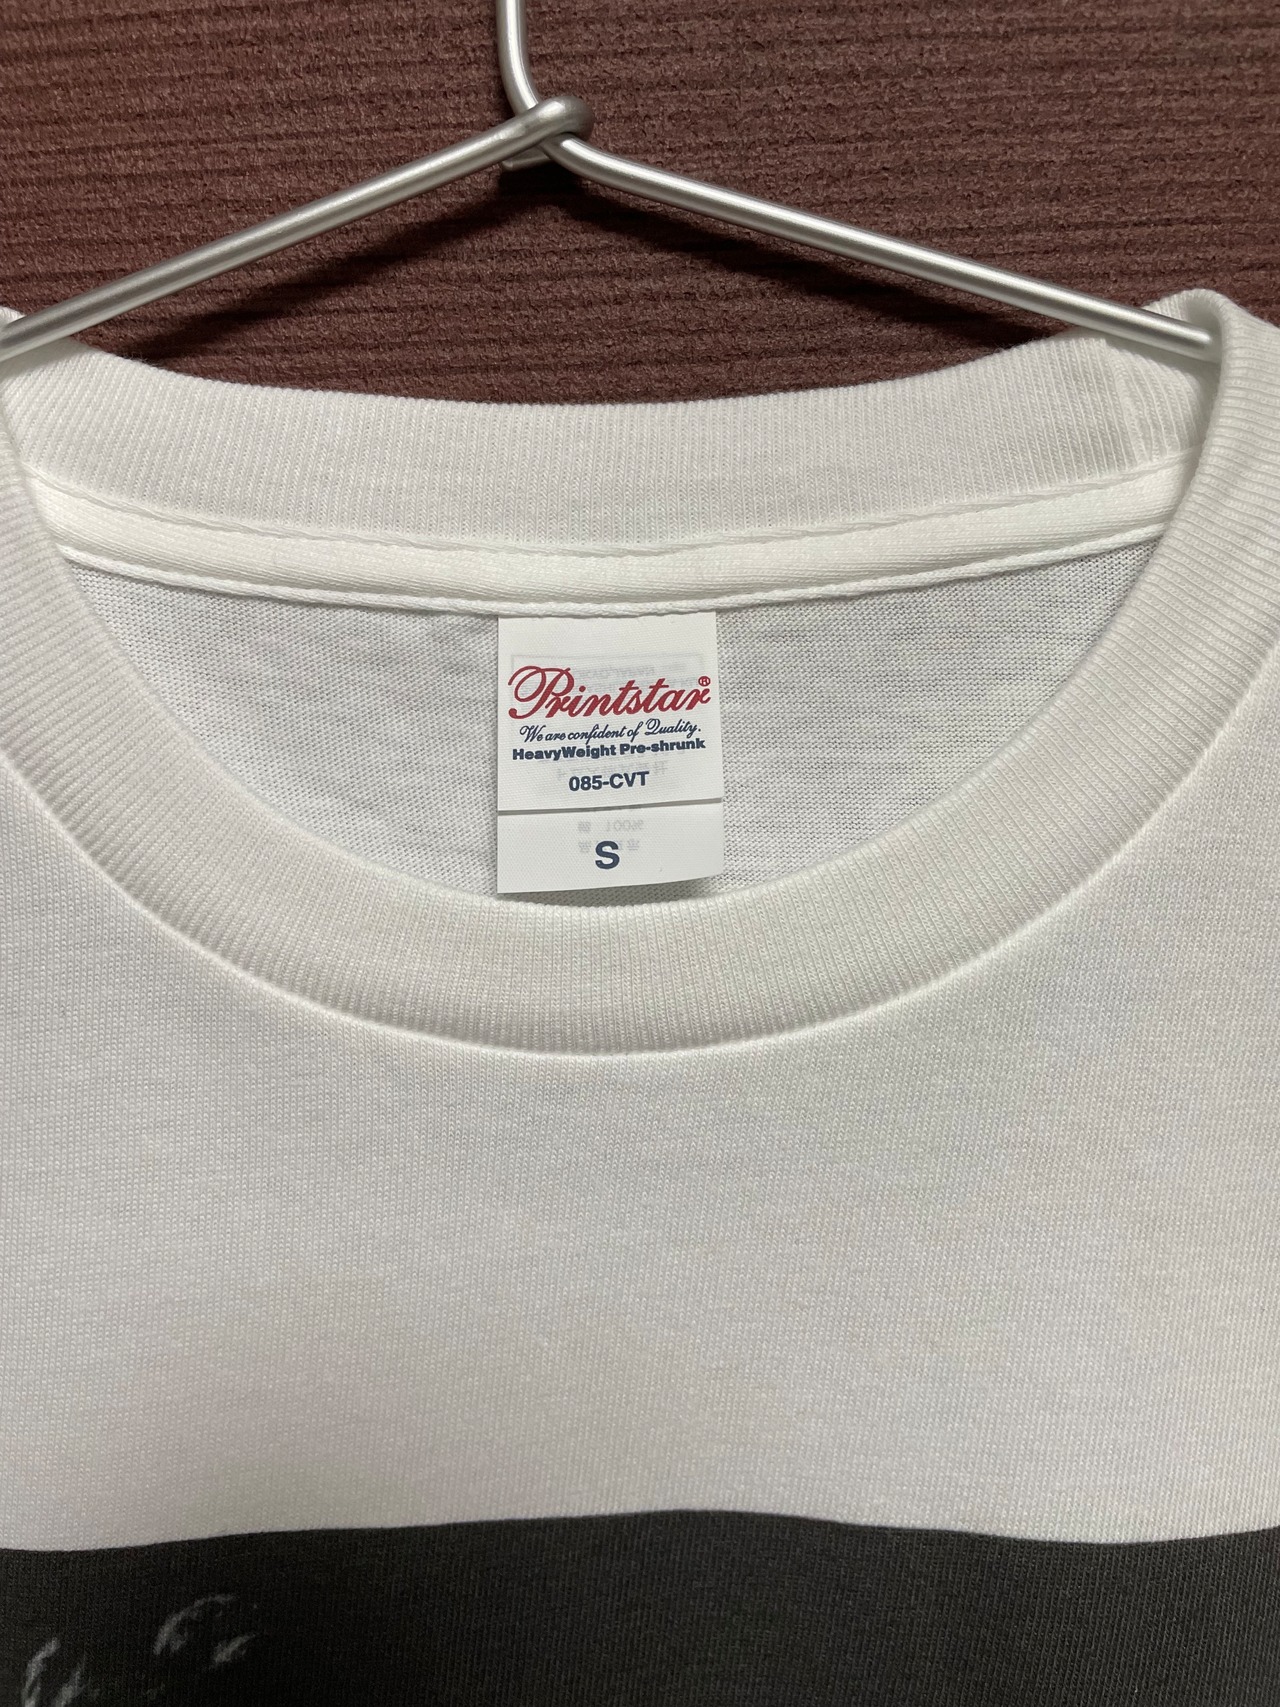 Printstar®
We are confident of Quality.
HeavyWeight Pre-shrunk
085-CVT
S